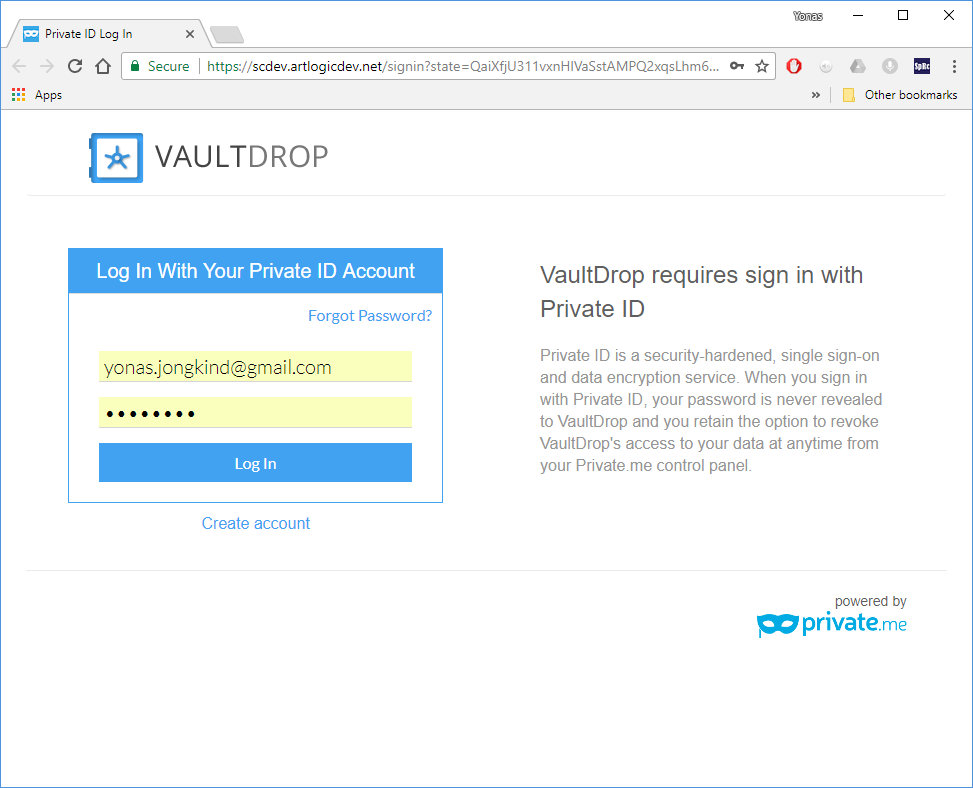 Yonas
Private ID Log In
Secure
https://scdev.artlogicdev.net/signin?state=QaiXfjU311vxnHIVaSstAMPQ2xqsLhm6...
SpRc
Apps
»
Other bookmarks
VAULTDROP
Log In With Your Private ID Account
Forgot Password?
yonas.jongkind@gmail.com
••••••••
Log In
Create account
VaultDrop requires sign in with
Private ID
Private ID is a security-hardened, single sign-on
and data encryption service. When you sign in
with Private ID, your password is never revealed
to VaultDrop and you retain the option to revoke
VaultDrop's access to your data at anytime from
your Private.me control panel.
powered by
private.me